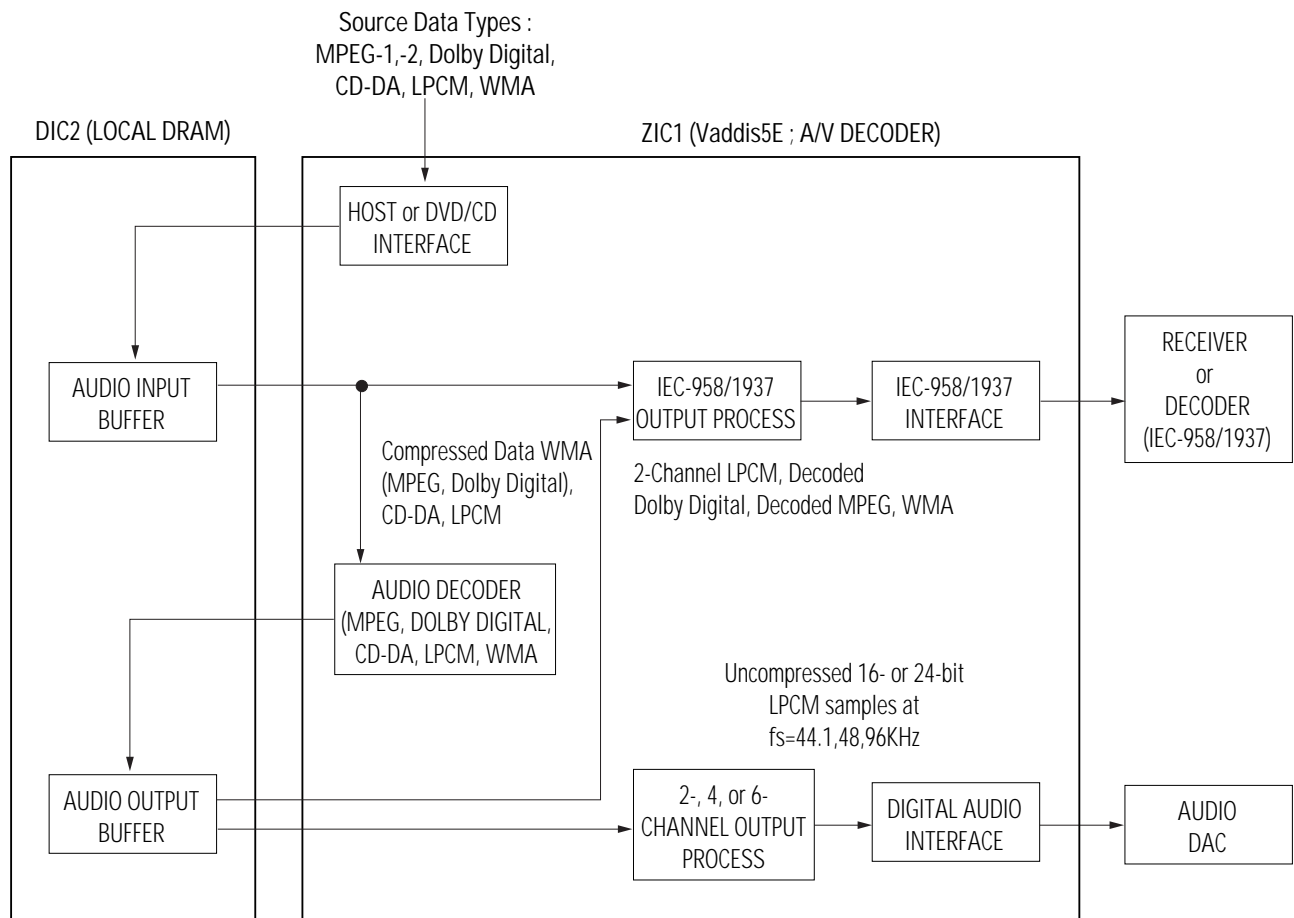 Source Data Types :
MPEG-1,-2, Dolby Digital,
CD-DA, LPCM, WMA
DIC2 (LOCAL DRAM)
ZIC1 (Vaddis5E ; A/V DECODER)
HOST or DVD/CD
INTERFACE
AUDIO INPUT
BUFFER
IEC-958/1937
OUTPUT PROCESS
IEC-958/1937
INTERFACE
RECEIVER
or
DECODER
(IEC-958/1937)
Compressed Data WMA
(MPEG, Dolby Digital),
CD-DA, LPCM
2-Channel LPCM, Decoded
Dolby Digital, Decoded MPEG, WMA
AUDIO DECODER
(MPEG, DOLBY DIGITAL,
CD-DA, LPCM, WMA
Uncompressed 16- or 24-bit
LPCM samples at
fs=44.1,48,96KHz
AUDIO OUTPUT
BUFFER
2-, 4, or 6-
CHANNEL OUTPUT
PROCESS
DIGITAL AUDIO
INTERFACE
AUDIO
DAC